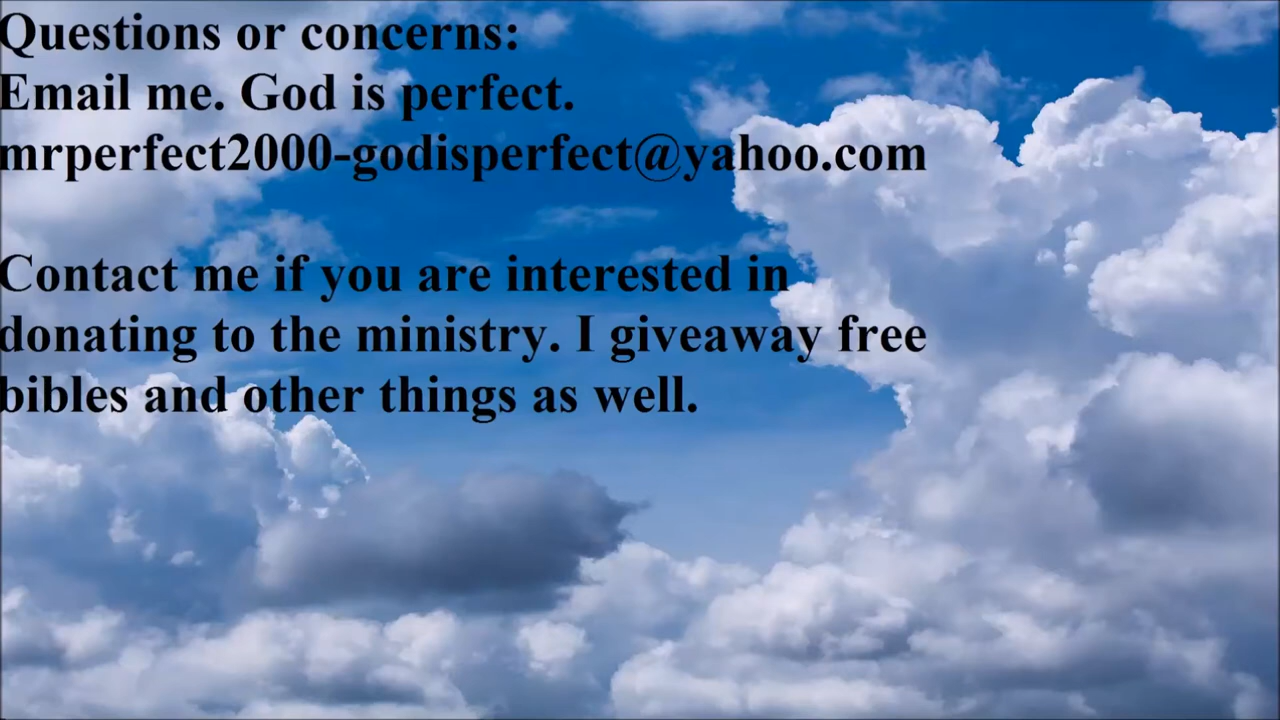 Questions or concerns:
Email me. God is perfect.
mrperfect2000-godisperfect@yahoo.com
Contact me if you are interested in
donating to the ministry. I giveaway free
bibles and other things as well.